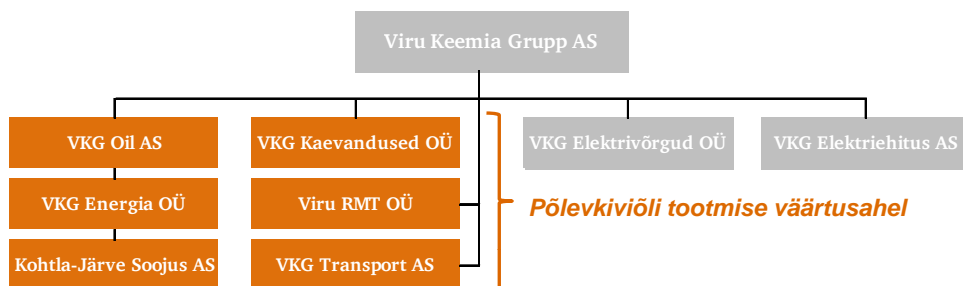 Viru Keemia Grupp AS
VKG Oil AS
VKG Kaevandused OÜ
VKG Elektrivõrgud OÜ
VKG Elektriehitus AS
VKG Energia OÜ
Viru RMT OÜ
Põlevkiviõli tootmise väärtusahel
Kohtla-Järve Soojus AS
VKG Transport AS